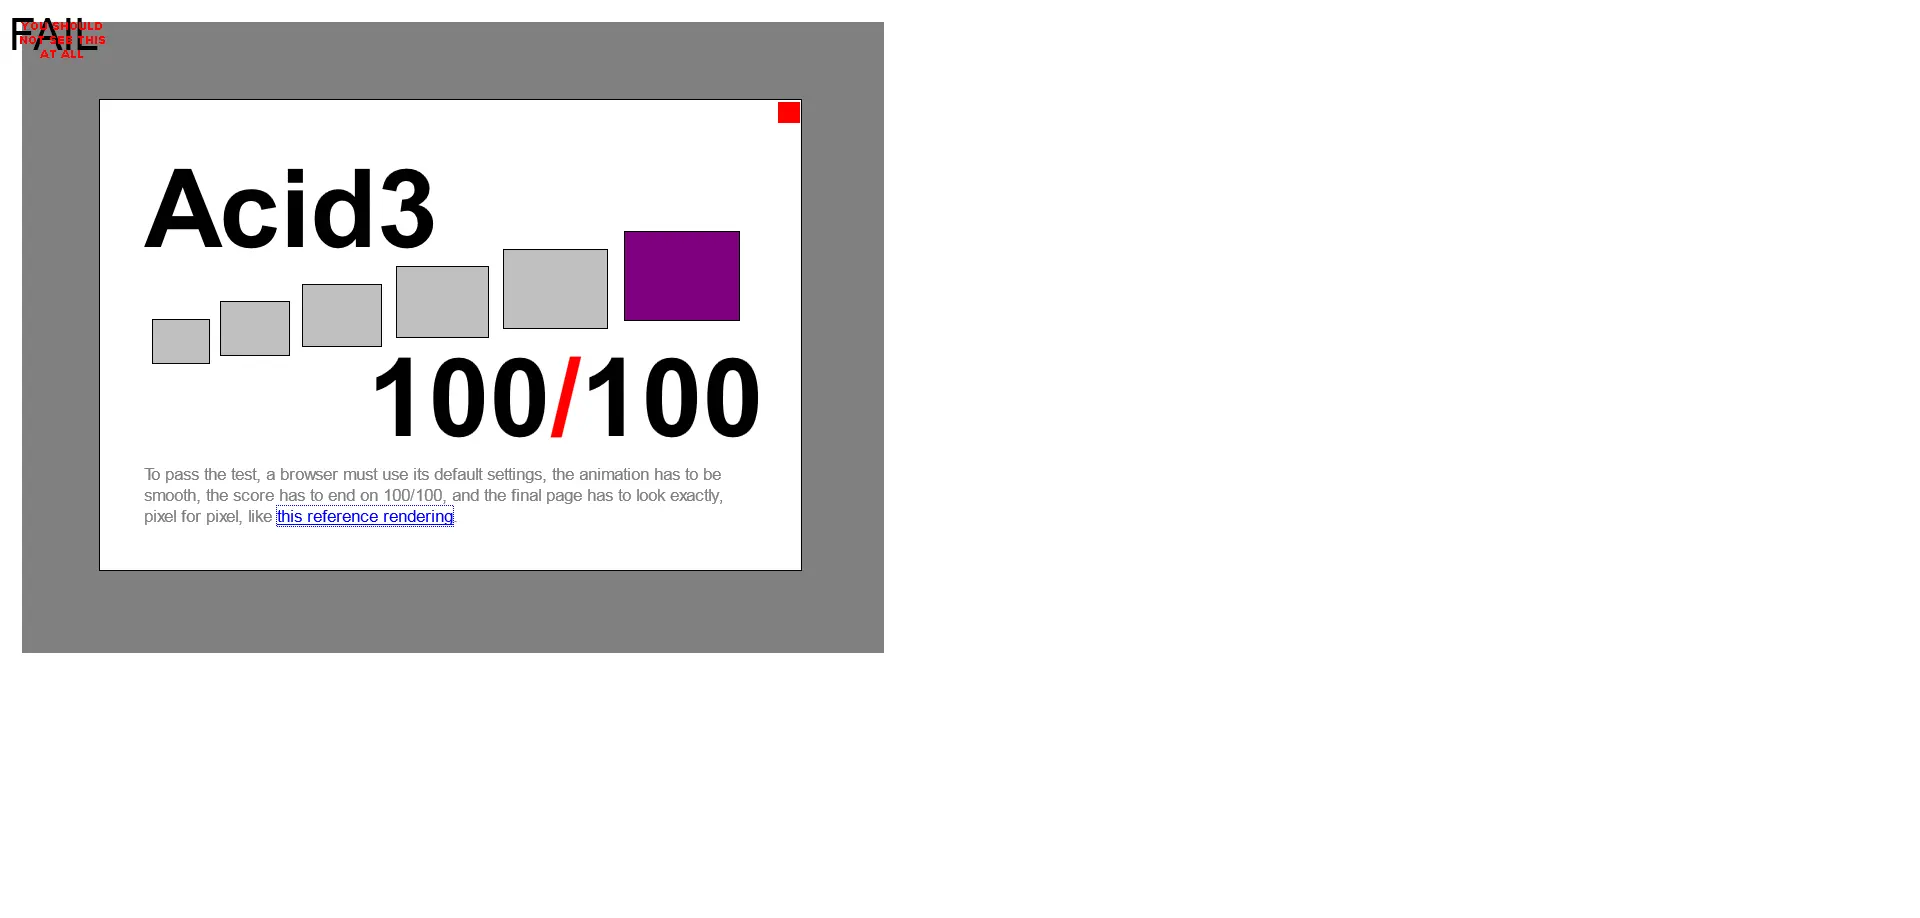 FAIL
YOU SHOULD
NOT SEE THIS
AT ALL
Acid3
100/100
To pass the test, a browser must use its default settings, the animation has to be
smooth, the score has to end on 100/100, and the final page has to look exactly,
pixel for pixel, like this reference rendering.